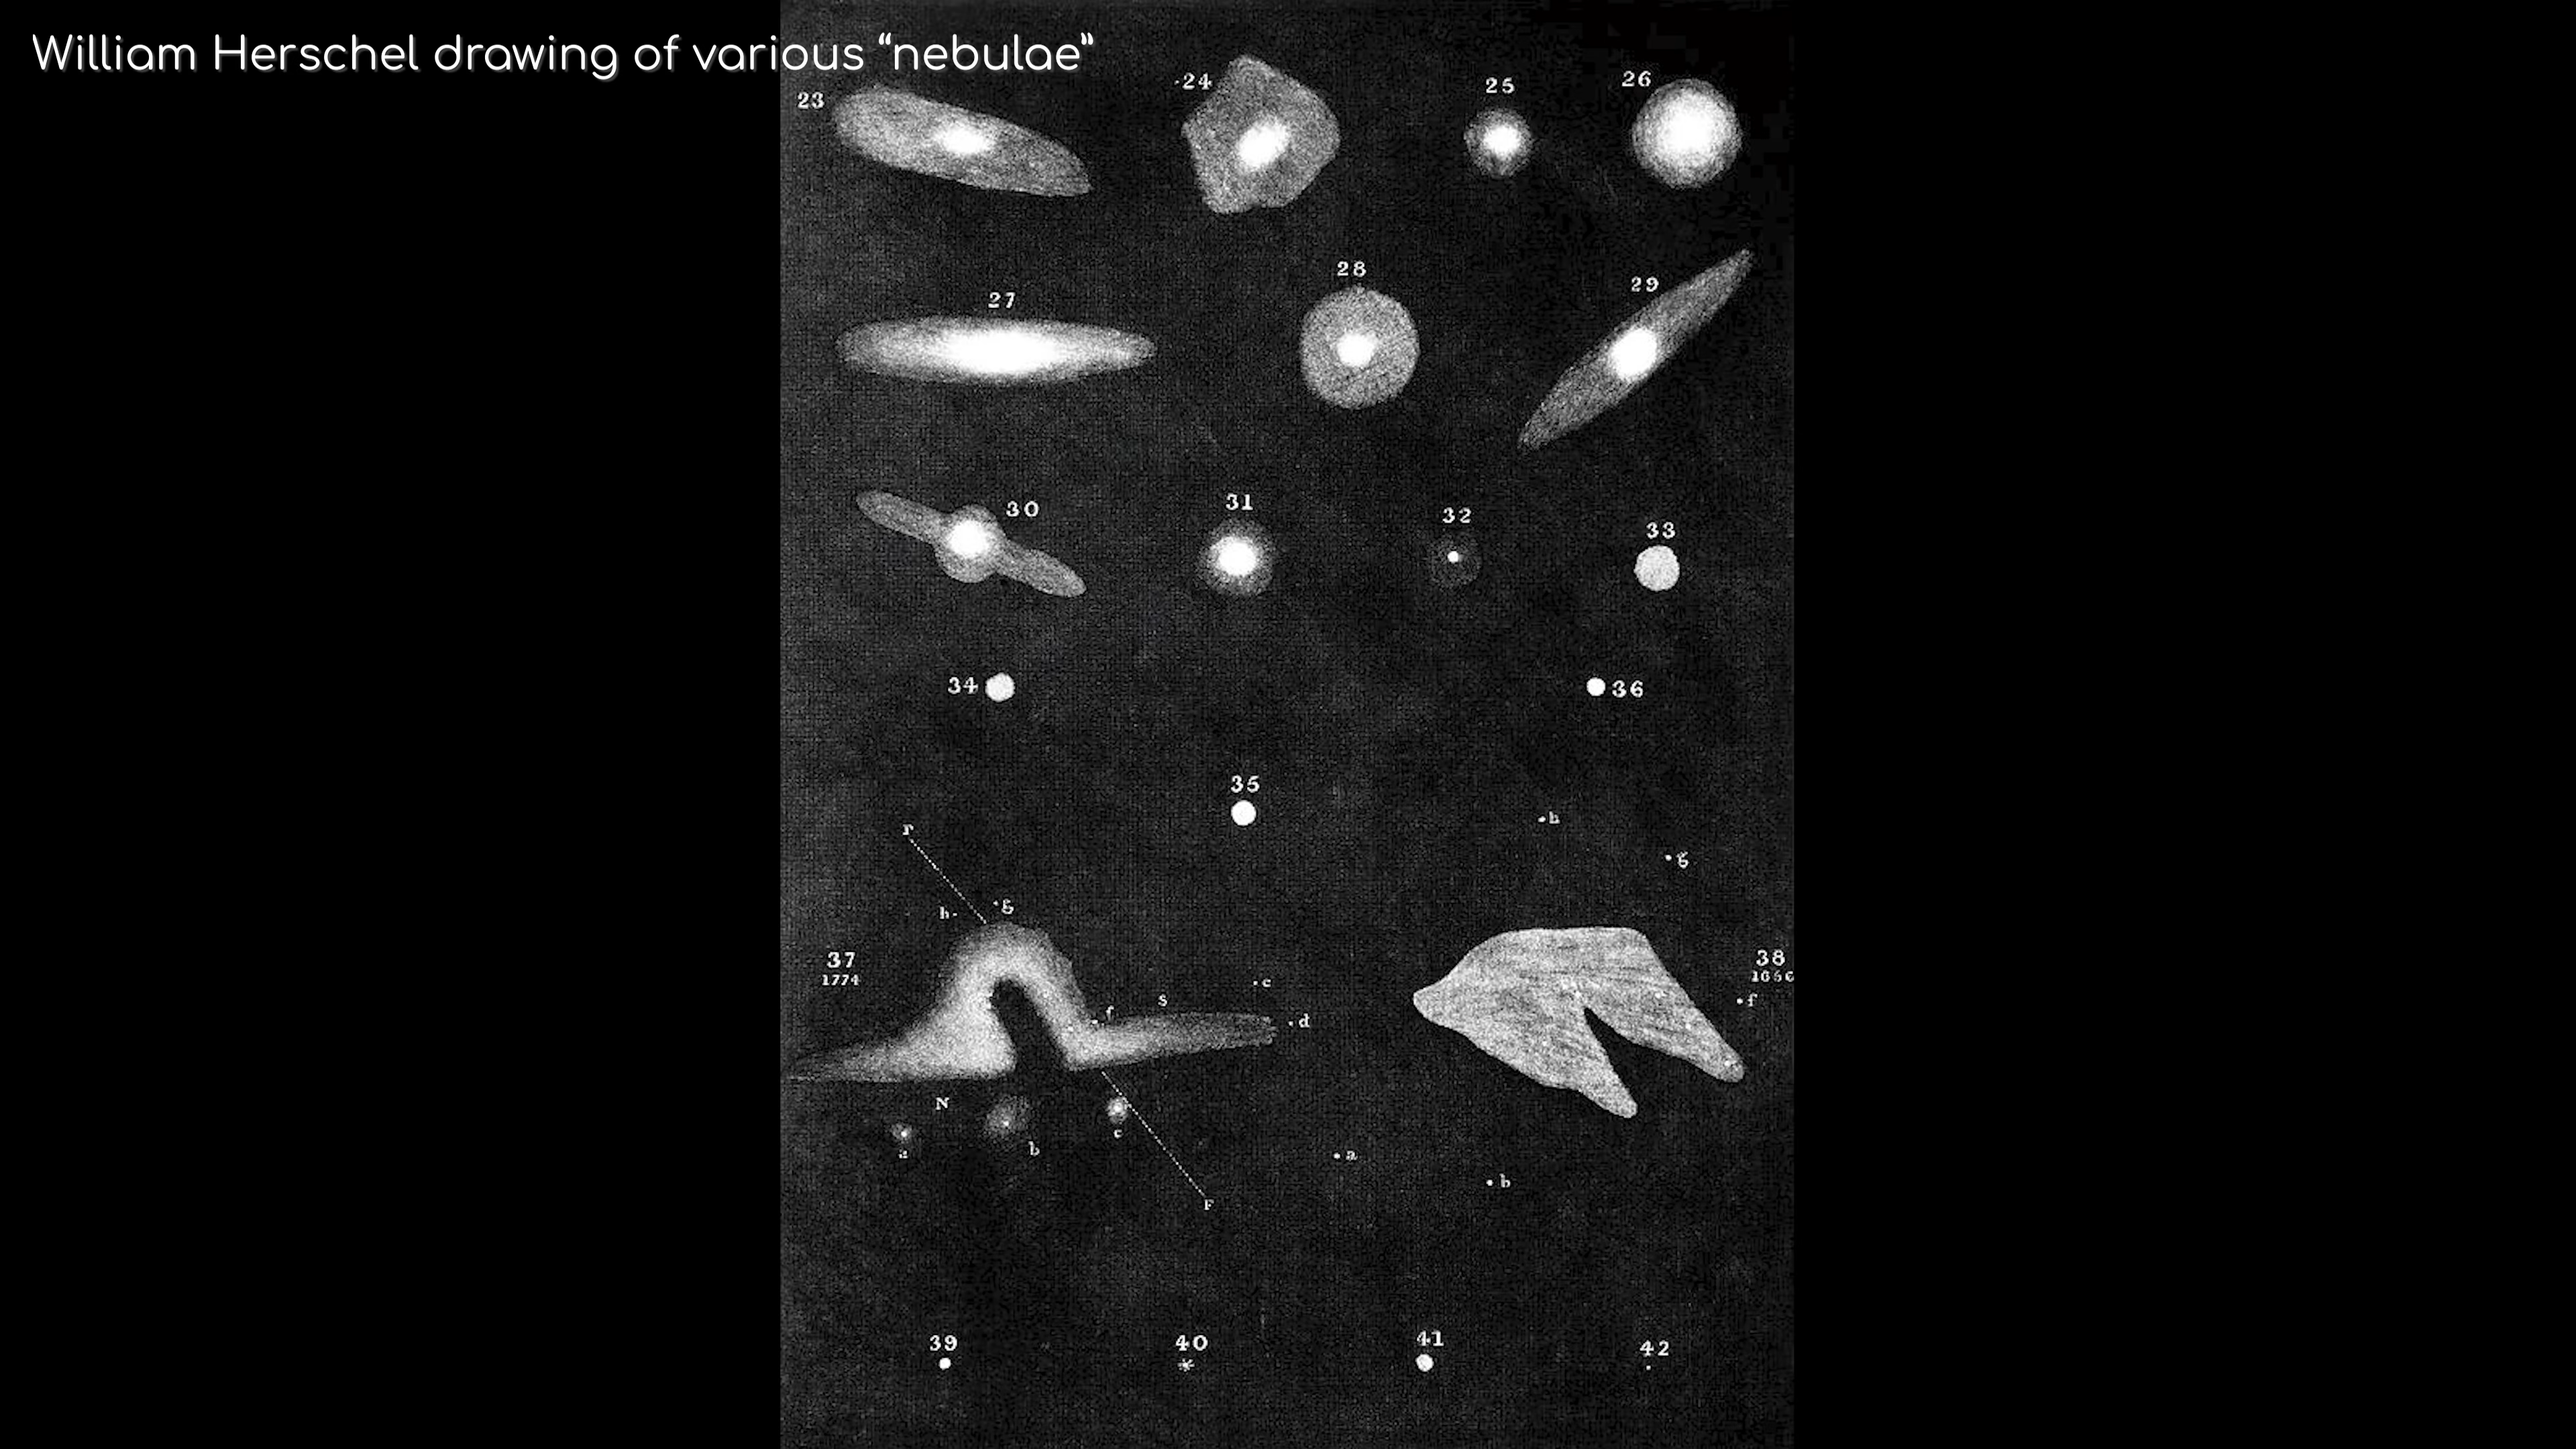 William Herschel drawing of various “nebulae”
23
24
25
26
27
28
29
30
31
32
33
34
36
35
h
g
h
g
37
1774
f
S
c
d
38
f
N
a
b
c
a
b
F
39
40
41
42